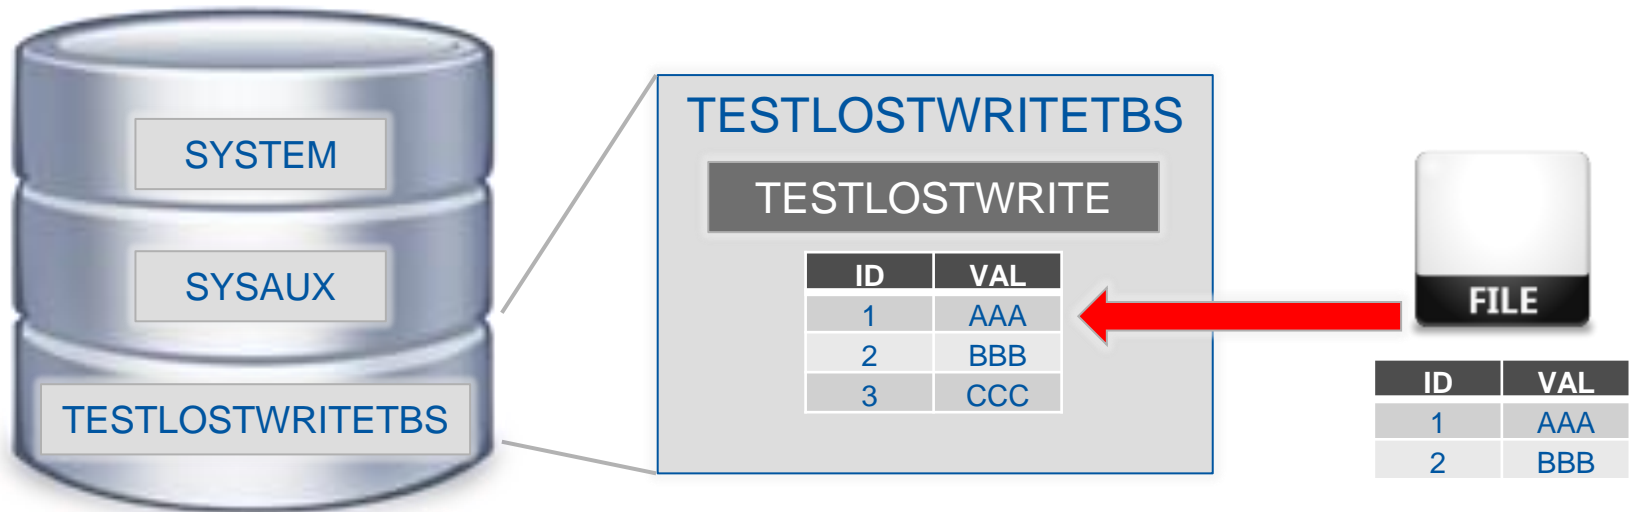 SYSTEM
SYSAUX
TESTLOSTWRITETBS
TESTLOSTWRITETBS
TESTLOSTWRITE
ID VAL
1 AAA
2 BBB
3 CCC
FILE
ID VAL
1 AAA
2 BBB